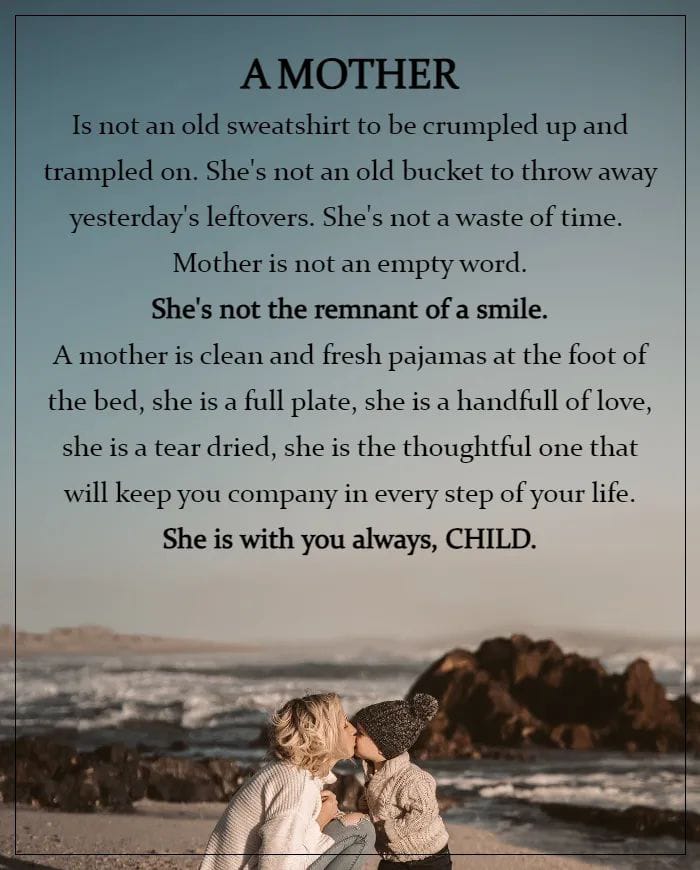 A MOTHER
Is not an old sweatshirt to be crumpled up and
trampled on. She's not an old bucket to throw away
yesterday's leftovers. She's not a waste of time.
Mother is not an empty word.
She's not the remnant of a smile.
A mother is clean and fresh pajamas at the foot of
the bed, she is a full plate, she is a handfull of love,
she is a tear dried, she is the thoughtful one that
will keep you company in every step of your life.
She is with you always, CHILD.